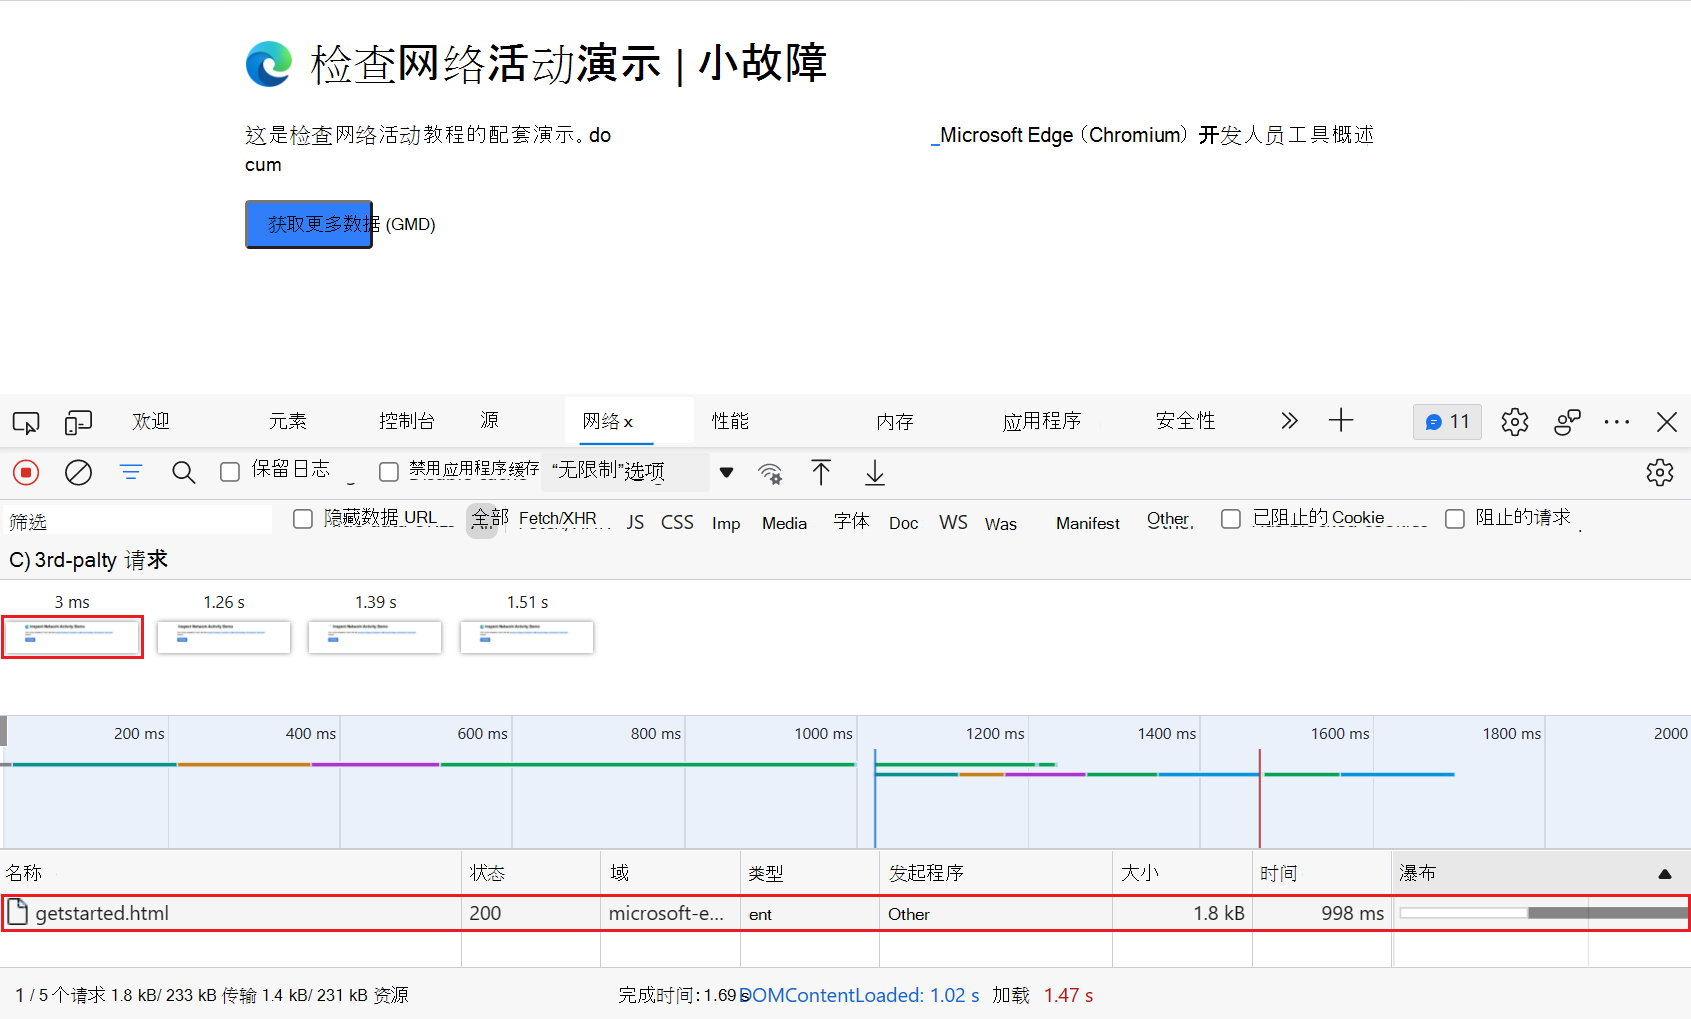 检查网络活动演示 | 小故障
这是检查网络活动教程的配套演示。do
cum
_Microsoft Edge (Chromium) 开发人员工具概述
获取更多数据 (GMD)
欢迎 元素 控制台 源 网络 x 性能 内存 应用程序 安全性 11
保留日志 禁用应用程序缓存 “无限制”选项
筛选 隐藏数据 URL 全部 Fetch/XHR JS CSS Imp Media 字体 Doc WS Was Manifest Other 已阻止的 Cookie 阻止的请求
C) 3rd-palty 请求
3 ms 1.26 s 1.39 s 1.51 s
200 ms 400 ms 600 ms 800 ms 1000 ms 1200 ms 1400 ms 1600 ms 1800 ms 2000
名称 状态 域 类型 发起程序 大小 时间 瀑布
getstarted.html 200 microsoft-e... ent Other 1.8 kB 998 ms
1 / 5 个请求 1.8 kB/ 233 kB 传输 1.4 kB/ 231 kB 资源 完成时间: 1.69 s DOMContentLoaded: 1.02 s 加载 1.47 s